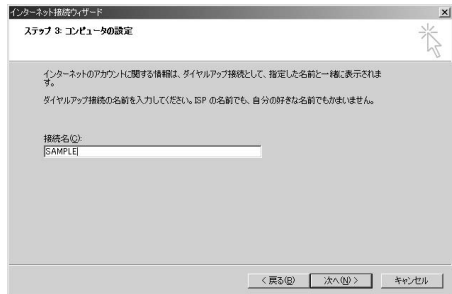 インターネット接続ウィザード
ステップ 3: コンピュータの設定
インターネットのアカウントに関する情報は、ダイヤルアップ接続として、指定した名前と一緒に表示されま
す。
ダイヤルアップ接続の名前を入力してください。ISP の名前でも、自分の好きな名前でもかまいません。
接続名(C):
SAMPLE
< 戻る(B)
次へ(N) >
キャンセル